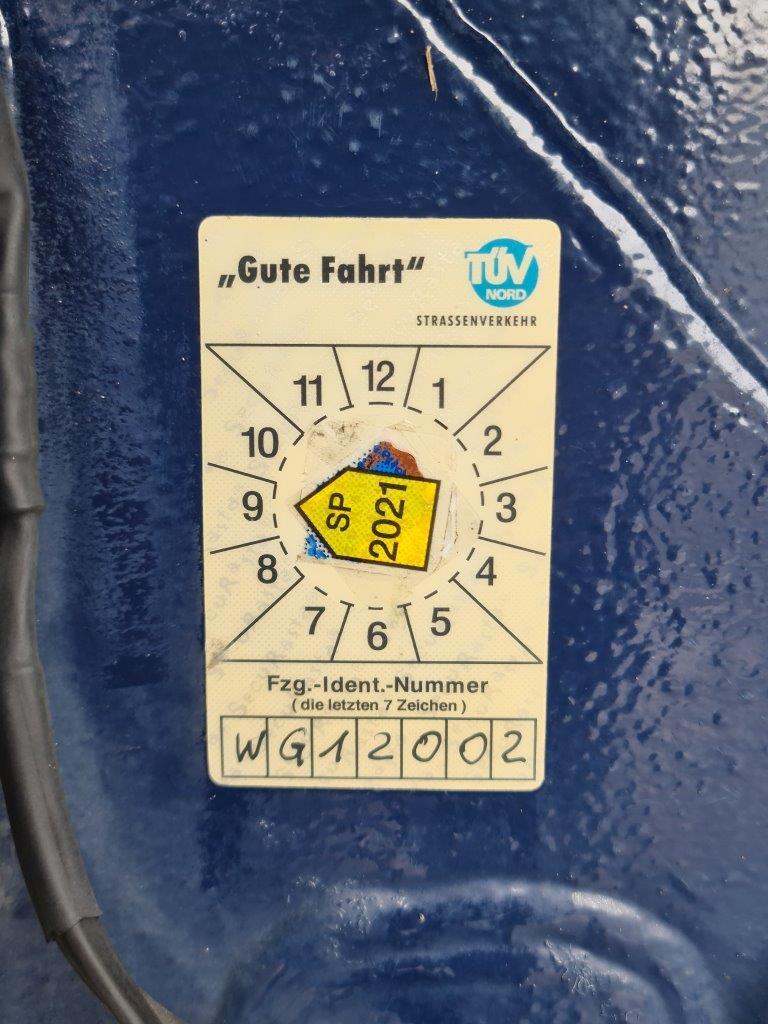 „Gute Fahrt“
TÜV
NORD
STRASSENVERKEHR
11 12 1
10 2
9 3
8 4
7 6 5
SP
2021
Fzg.-Ident.-Nummer
(die letzten 7 Zeichen)
WG12002